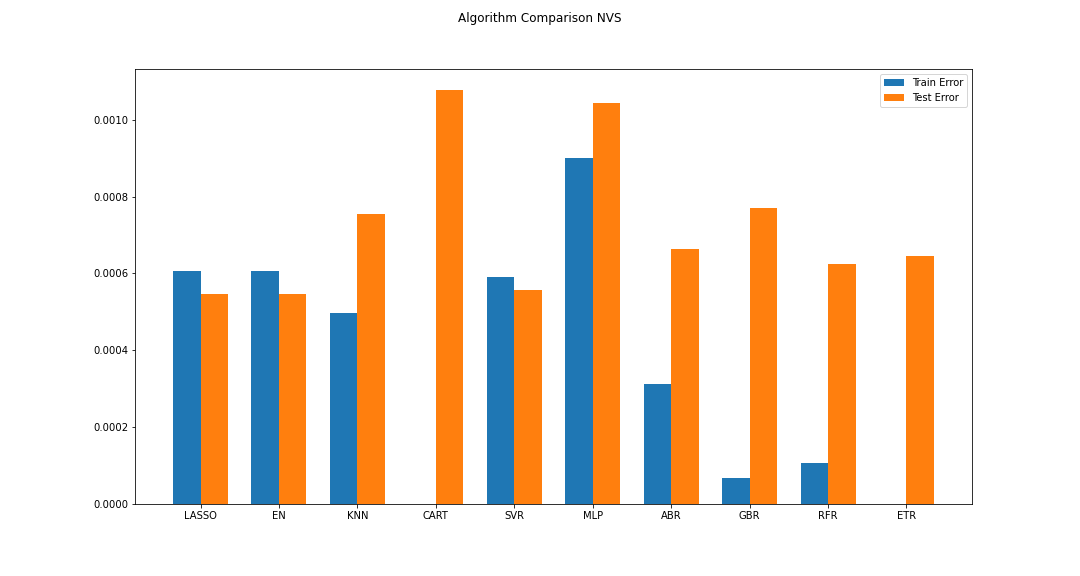 Algorithm Comparison NVS
Train Error
Test Error
0.0010
0.0008
0.0006
0.0004
0.0002
0.0000
LASSO EN KNN CART SVR MLP ABR GBR RFR ETR